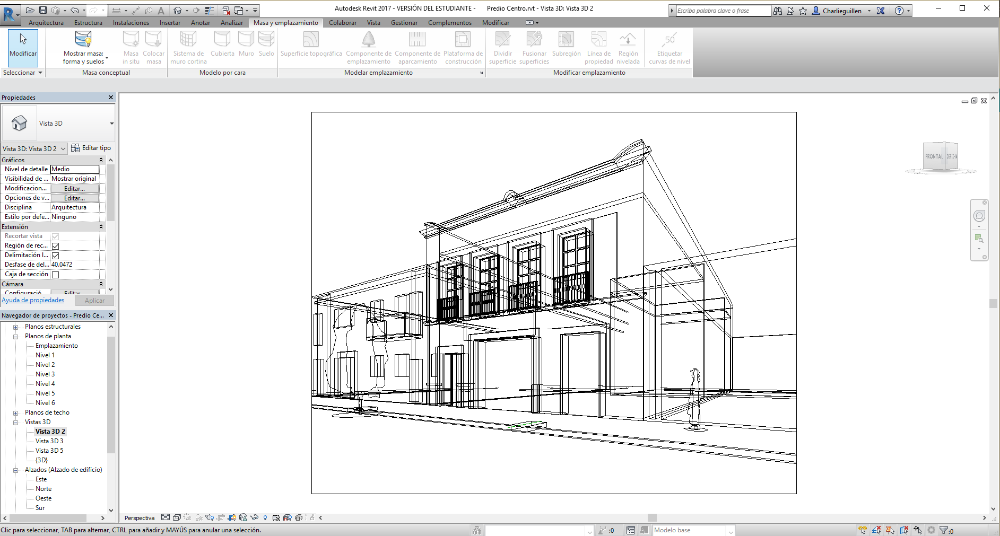 Autodesk Revit 2017 - VERSIÓN DEL ESTUDIANTE - Predio Centro.rvt - Vista 3D: Vista 3D 2
Escriba palabra clave o frase
Charlieguillen
Arquitectura Estructura Instalaciones Insertar Anotar Analizar Masa y emplazamiento Colaborar Vista Gestionar Complementos Modificar
Modificar
Mostrar masa:
forma y suelos
Masa
in situ
Colocar
masa
Sistema de
muro cortina
Cubierta
Muro
Suelo
Superficie topográfica
Componente de
emplazamiento
Componente de
aparcamiento
Plataforma de
construcción
Dividir
superficie
Fusionar
superficies
Subregión
Línea de
propiedad
Región
nivelada
50
Etiquetar
curvas de nivel
Seleccionar
Masa conceptual
Modelo por cara
Modelar emplazamiento
Modificar emplazamiento
Propiedades
Vista 3D
Vista 3D: Vista 3D 2
Editar tipo
Gráficos
Nivel de detalle Medio
Visibilidad de ... Mostrar original
Modificacion... Editar...
Opciones de v... Editar...
Disciplina Arquitectura
Estilo por defe... Ninguno
Extensión
Recortar vista
Región de rec...
Delimitación l...
Desfase de del... 40.0472
Caja de sección
Cámara
Configuració... Editar...
Ayuda de propiedades
Aplicar
Navegador de proyectos - Predio Ce...
Planos estructurales
Planos de planta
Emplazamiento
Nivel 1
Nivel 2
Nivel 3
Nivel 4
Nivel 5
Nivel 6
Planos de techo
Vistas 3D
Vista 3D 2
Vista 3D 3
Vista 3D 5
{3D}
Alzados (Alzado de edificio)
Este
Norte
Oeste
Sur
FRONTAL
DERECHA
Perspectiva
Clic para seleccionar, TAB para alternar, CTRL para añadir y MAYÚS para anular una selección.
:0
Modelo base
:0